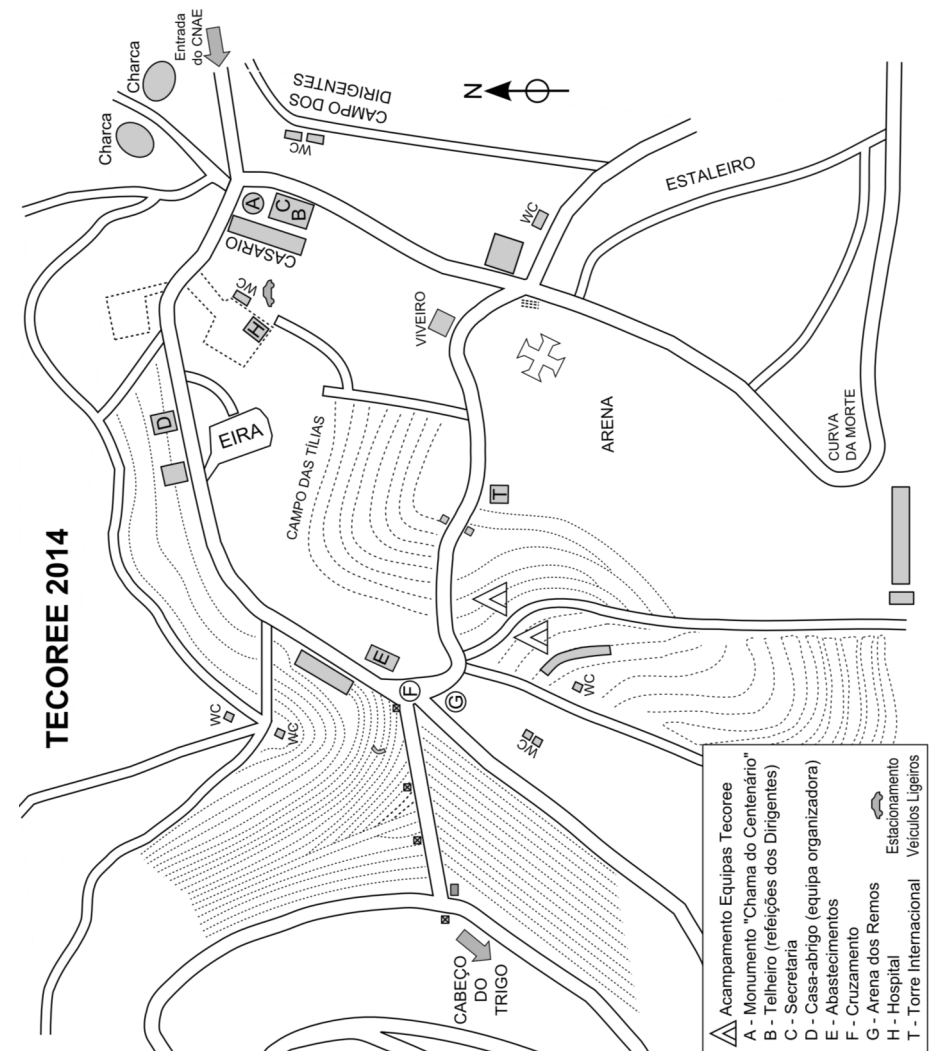 TECOREE 2014
Charca
Charca
Entrada
do CNAE
CAMPO DOS
DIRIGENTES
N
WC
A
C
B
CASARIO
WC
H
WC
ESTALEIRO
VIVEIRO
D
EIRA
CAMPO DAS TÍLIAS
ARENA
CURVA
DA MORTE
T
E
F
G
WC
WC
WC
WC
CABEÇO
DO
TRIGO
Acampamento Equipas Tecoree
A - Monumento "Chama do Centenário"
B - Telheiro (refeições dos Dirigentes)
C - Secretaria
D - Casa-abrigo (equipa organizadora)
E - Abastecimentos
F - Cruzamento
G - Arena dos Remos
H - Hospital
T - Torre Internacional
Estacionamento
Veículos Ligeiros